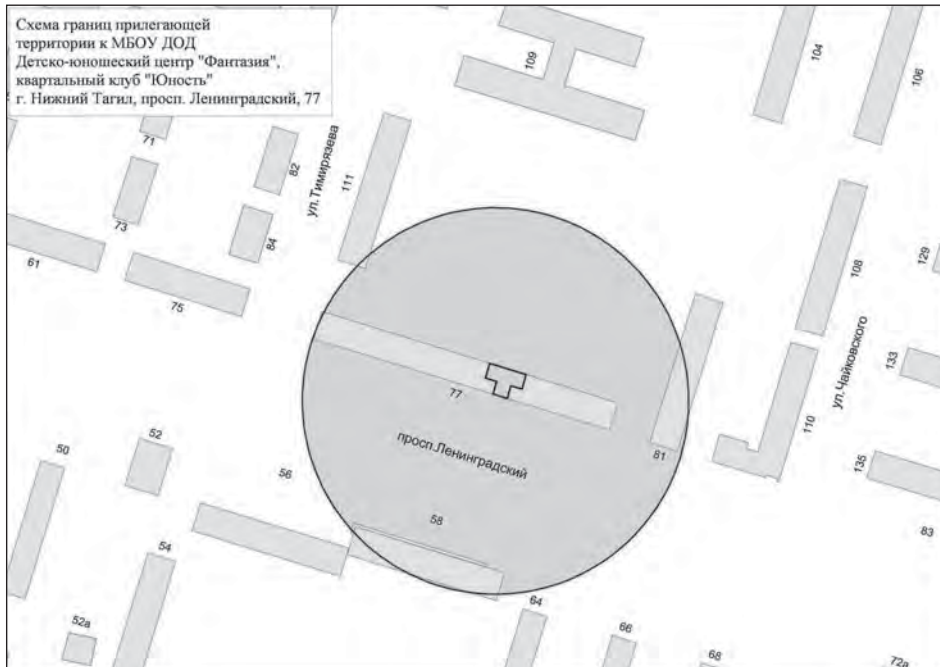 Схема границ прилегающей
территории к МБОУ ДОД
Детско-юношеский центр "Фантазия",
квартальный клуб "Юность"
г. Нижний Тагил, просп. Ленинградский, 77
109
104
106
71
82
ул.Тимирязева
111
73
84
61
75
108
129
ул.Чайковского
133
77
110
просп.Ленинградский
81
135
50
52
56
58
83
54
64
52а
66
68
72а